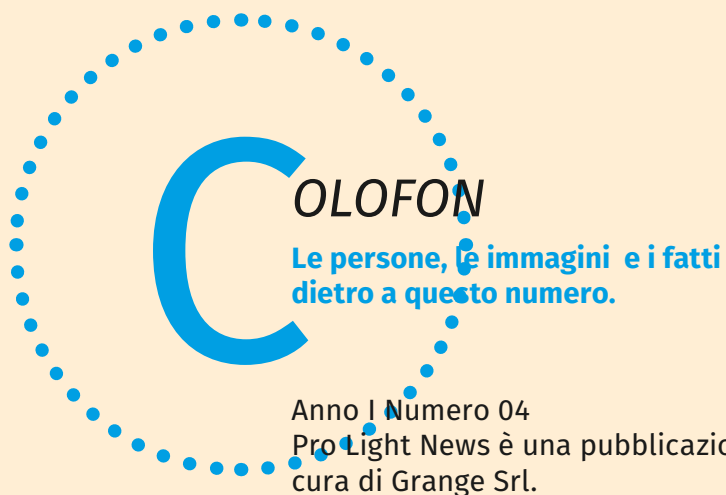 COLOFON
Le persone, le immagini e i fatti
dietro a questo numero.
Anno I Numero 04
Pro Light News è una
cura di Grange Srl.